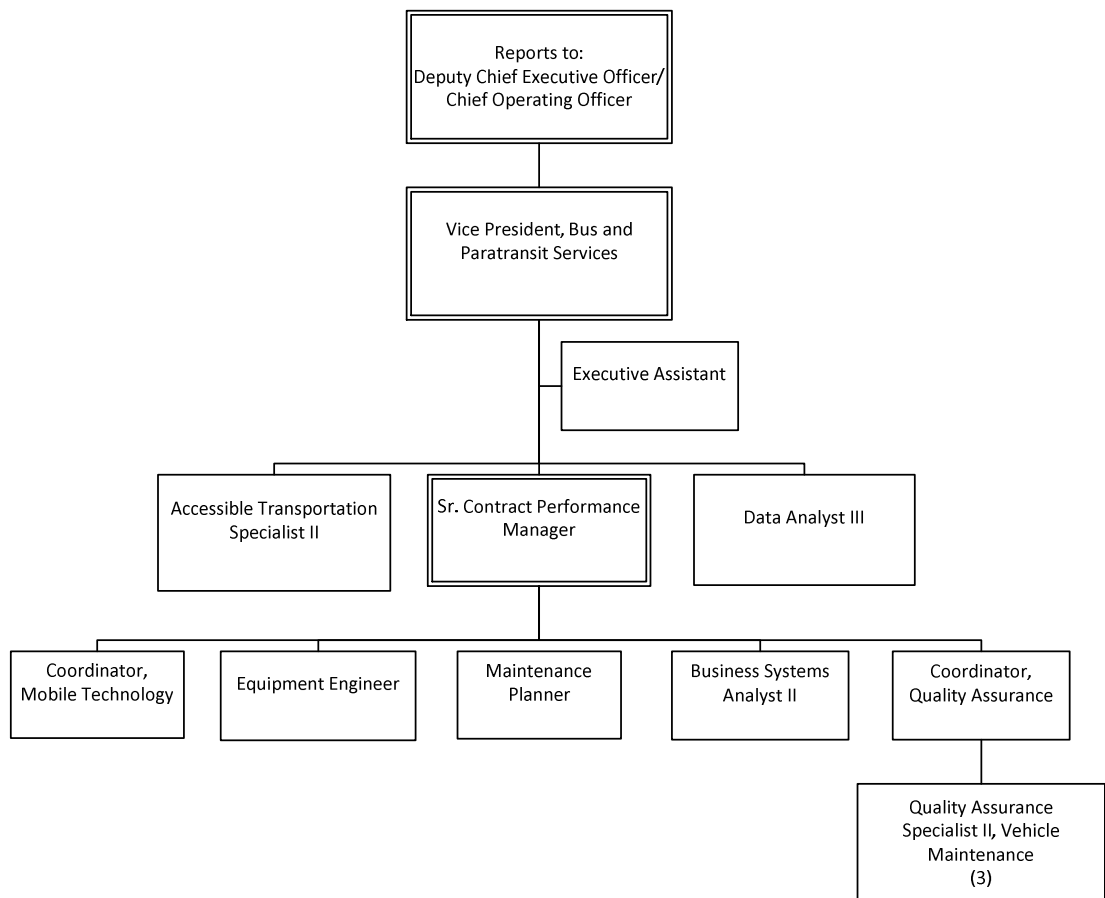 Reports to:
Deputy Chief Executive Officer/
Chief Operating Officer
Vice President, Bus and
Paratransit Services
Executive Assistant
Accessible Transportation
Specialist II
Sr. Contract Performance
Manager
Data Analyst III
Coordinator,
Mobile Technology
Equipment Engineer
Maintenance
Planner
Business Systems
Analyst II
Coordinator,
Quality Assurance
Quality Assurance
Specialist II, Vehicle
Maintenance
(3)